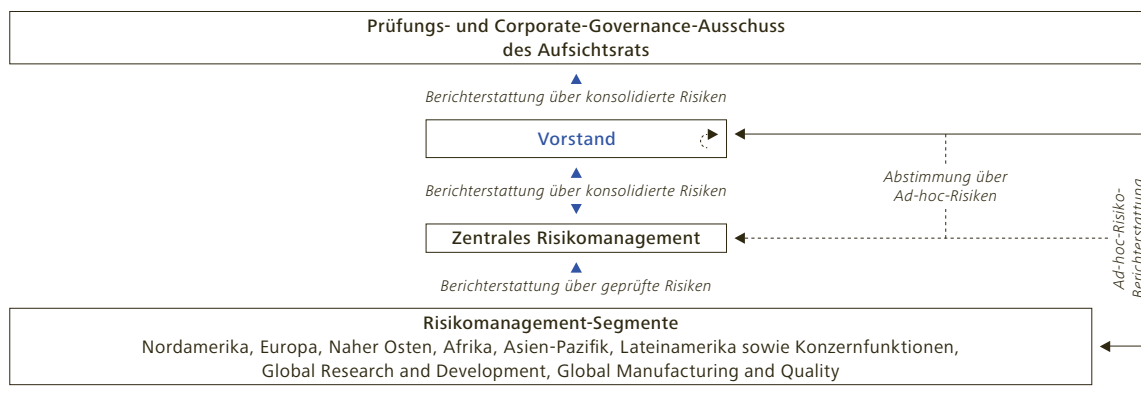 Prüfungs- und Corporate-Governance-Ausschuss
des Aufsichtsrats
Berichterstattung über konsolidierte Risiken
Vorstand
Berichterstattung über konsolidierte Risiken
Abstimmung über
Ad-hoc-Risiken
Zentrales Risikomanagement
Ad-hoc-Risiko-
Berichterstattung
Berichterstattung über geprüfte Risiken
Risikomanagement-Segmente
Nordamerika, Europa, Naher Osten, Afrika, Asien-Pazifik, Lateinamerika sowie Konzernfunktionen,
Global Research and Development, Global Manufacturing and Quality